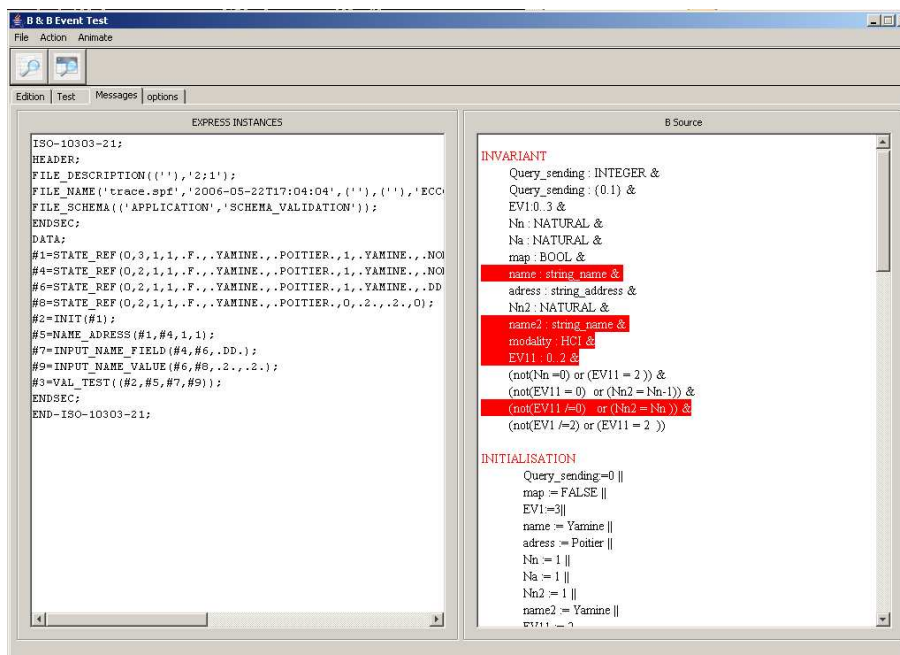 B & B Event Test
File Action Animate
Edition Test Messages options
EXPRESS INSTANCES
ISO-10303-21;
HEADER;
FILE_DESCRIPTION((''),'2;1');
FILE_NAME('trace.spf','2006-05-22T17:04:04',(''),(''),'ECCO
FILE_SCHEMA(('APPLICATION','SCHEMA_VALIDATION'));
ENDSEC;
DATA;
#1=STATE_REF(0,3,1,1,.F.,.YAMINE.,.POITIER.,1,.YAMINE.,.NO
#4=STATE_REF(0,2,1,1,.F.,.YAMINE.,.POITIER.,1,.YAMINE.,.NO
#6=STATE_REF(0,2,1,1,.F.,.YAMINE.,.POITIER.,1,.YAMINE.,.DD
#8=STATE_REF(0,2,1,1,.F.,.YAMINE.,.POITIER.,0,.2.,.2.,0);
#2=INIT(#1);
#5=NAME_ADRESS(#1,#4,1,1);
#7=INPUT_NAME_FIELD(#4,#6,.DD.);
#9=INPUT_NAME_VALUE(#6,#8,.2.,.2.);
#3=VAL_TEST((#2,#5,#7,#9));
ENDSEC;
END-ISO-10303-21;
B Source
INVARIANT
Query_sending : INTEGER &
Query_sending : (0.1) &
EV1:0..3 &
Nn : NATURAL &
Na : NATURAL &
map : BOOL &
name : string_name &
adress : string_address &
Nn2 : NATURAL &
name2 : string_name &
modality : HCI &
EV11 : 0..2 &
(not(Nn =0) or (EV11 = 2 )) &
(not(EV11 = 0) or (Nn2 = Nn-1)) &
(not(EV11 /=0) or (Nn2 = Nn )) &
(not(EV1 /=2) or (EV11 = 2 ))
INITIALISATION
Query_sending:=0 ||
map := FALSE ||
EV1:=3||
name := Yamine ||
adress := Poitier ||
Nn := 1 ||
Na := 1 ||
Nn2 := 1 ||
name2 := Yamine ||
EV11 := 2